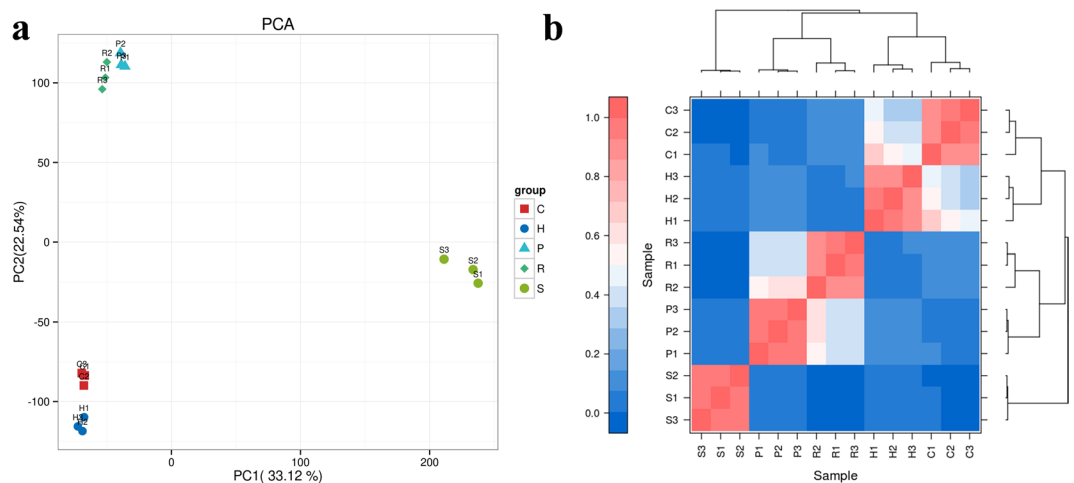 a
PCA
PC2(22.54%)
100
50
0
-50
-100
0
100
200
PC1( 33.12 %)
P2
R2
P1
R1
R3
S3
S2
S1
C2
H1
H2
group
C
H
P
R
S
b
1.0
0.8
0.6
0.4
0.2
0.0
Sample
C3
C2
C1
H3
H2
H1
R3
R1
R2
P3
P2
P1
S2
S1
S3
S3 S1 S2 P1 P2 P3 R2 R1 R3 H1 H2 H3 C1 C2 C3
Sample